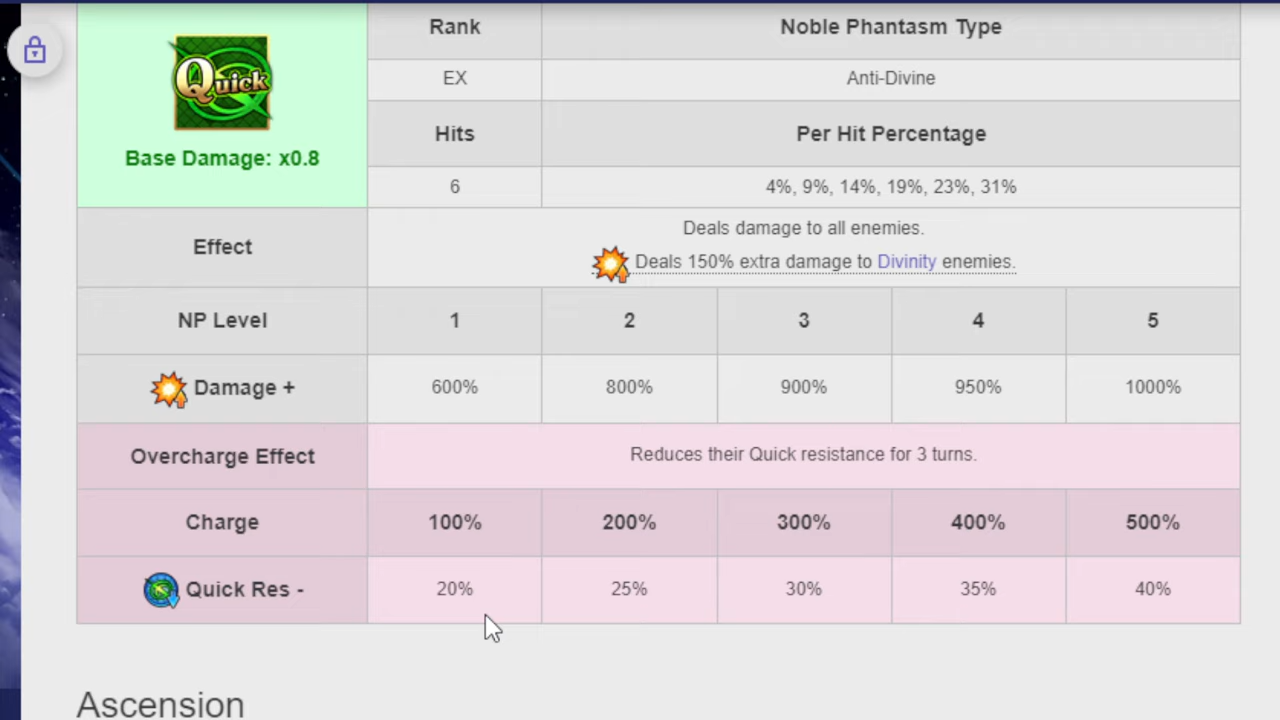 Rank
Noble Phantasm Type
Quick
EX
Anti-Divine
Hits
Per Hit Percentage
Base Damage: x0.8
6
4%, 9%, 14%, 19%, 23%, 31%
Effect
Deals damage to all enemies.
Deals 150% extra damage to Divinity enemies.
NP Level
1
2
3
4
5
Damage +
600%
800%
900%
950%
1000%
Overcharge Effect
Reduces their Quick resistance for 3 turns.
Charge
100%
200%
300%
400%
500%
Quick Res -
20%
25%
30%
35%
40%
Ascension